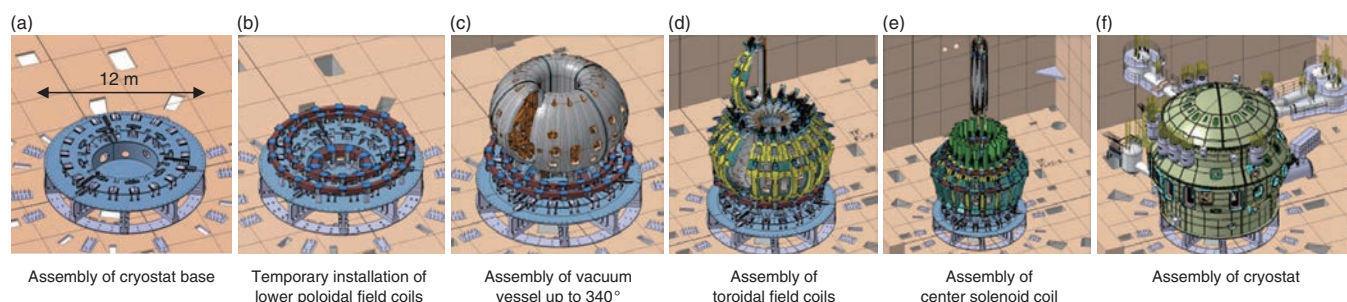 (a)
(b)
(c)
(d)
(e)
(f)
12 m
Assembly of cryostat base
Temporary installation of
lower poloidal field coils
Assembly of vacuum
vessel up to 340°
Assembly of
toroidal field coils
Assembly of
center solenoid coil
Assembly of cryostat